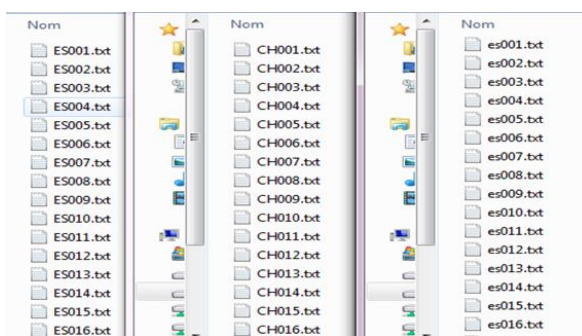 Nom
ES001.txt
ES002.txt
ES003.txt
ES004.txt
ES005.txt
ES006.txt
ES007.txt
ES008.txt
ES009.txt
ES010.txt
ES011.txt
ES012.txt
ES013.txt
ES014.txt
ES015.txt
ES016.txt
Nom
CH001.txt
CH002.txt
CH003.txt
CH004.txt
CH005.txt
CH006.txt
CH007.txt
CH008.txt
CH009.txt
CH010.txt
CH011.txt
CH012.txt
CH013.txt
CH014.txt
CH015.txt
CH016.txt
Nom
es001.txt
es002.txt
es003.txt
es004.txt
es005.txt
es006.txt
es007.txt
es008.txt
es009.txt
es010.txt
es011.txt
es012.txt
es013.txt
es014.txt
es015.txt
es016.txt